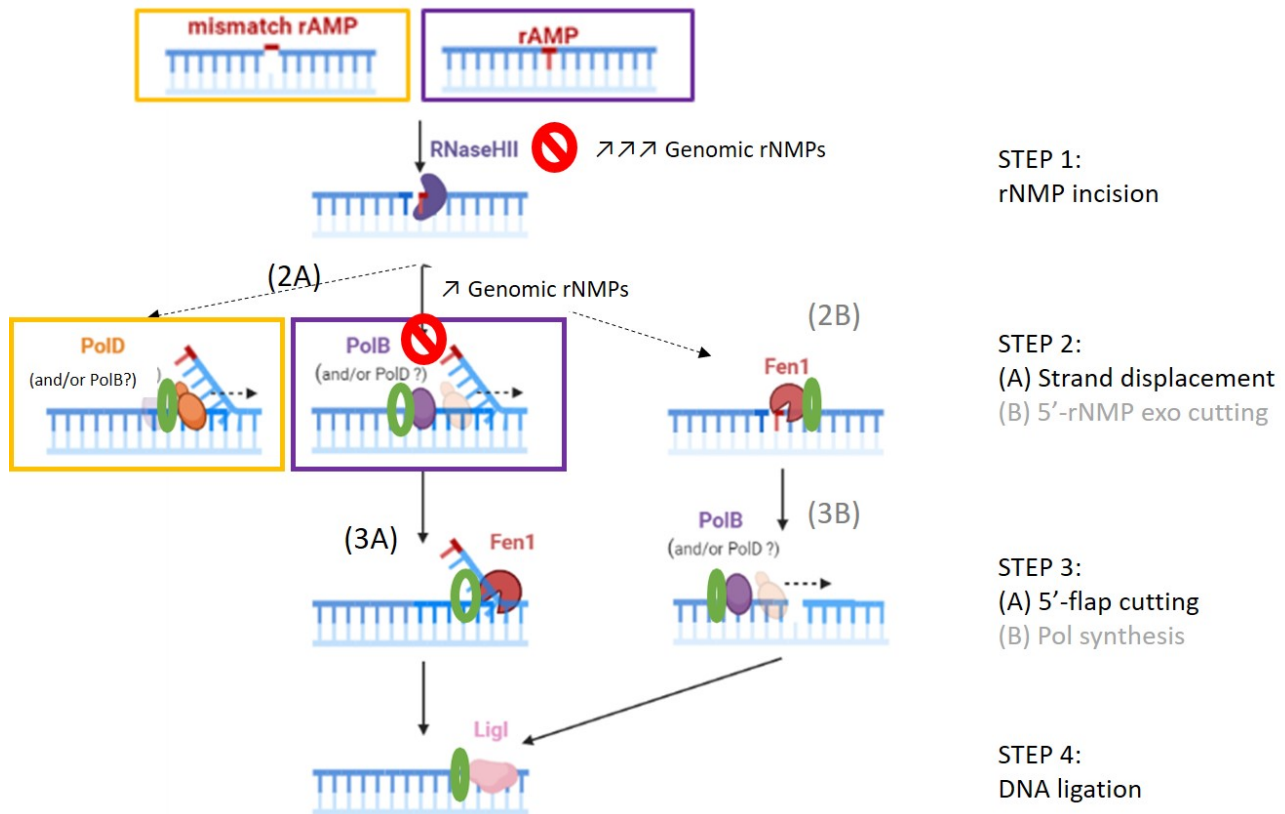 mismatch rAMP
rAMP
RNaseHII
↗↗↗ Genomic rNMPs
STEP 1:
rNMP incision
(2A)
↗ Genomic rNMPs
(2B)
PolD
(and/or PolB?)
)
PolB
(and/or PolD ?)
Fen1
STEP 2:
(A) Strand displacement
(B) 5’-rNMP exo cutting
(3A)
Fen1
(3B)
PolB
(and/or PolD ?)
STEP 3:
(A) 5’-flap cutting
(B) Pol synthesis
LigI
STEP 4:
DNA ligation